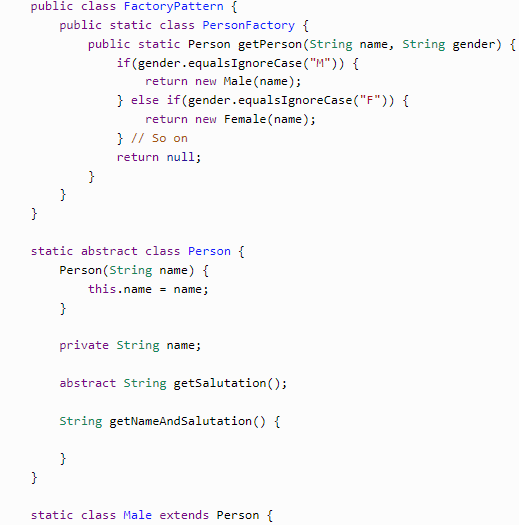 public class FactoryPattern {
public static class PersonFactory {
public static Person getPerson(String name, String gender) {
if(gender.equalsIgnoreCase("M")) {
return new Male(name);
} else if(gender.equalsIgnoreCase("F")) {
return new Female(name);
} // So on
return null;
}
}
}
static abstract class Person {
Person(String name) {
this.name = name;
}
private String name;
abstract String getSalutation();
String getNameAndSalutation() {
}
}
static class Male extends Person {